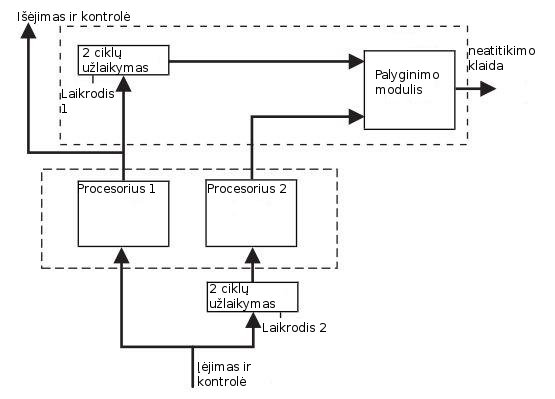 Išėjimas ir kontrolė
2 ciklų
užlaikymas
neatitikimo
klaida
Palyginimo
modulis
Laikrodis
1
Procesorius 1
Procesorius 2
2 ciklų
užlaikymas
Laikrodis 2
Įėjimas ir
kontrolė